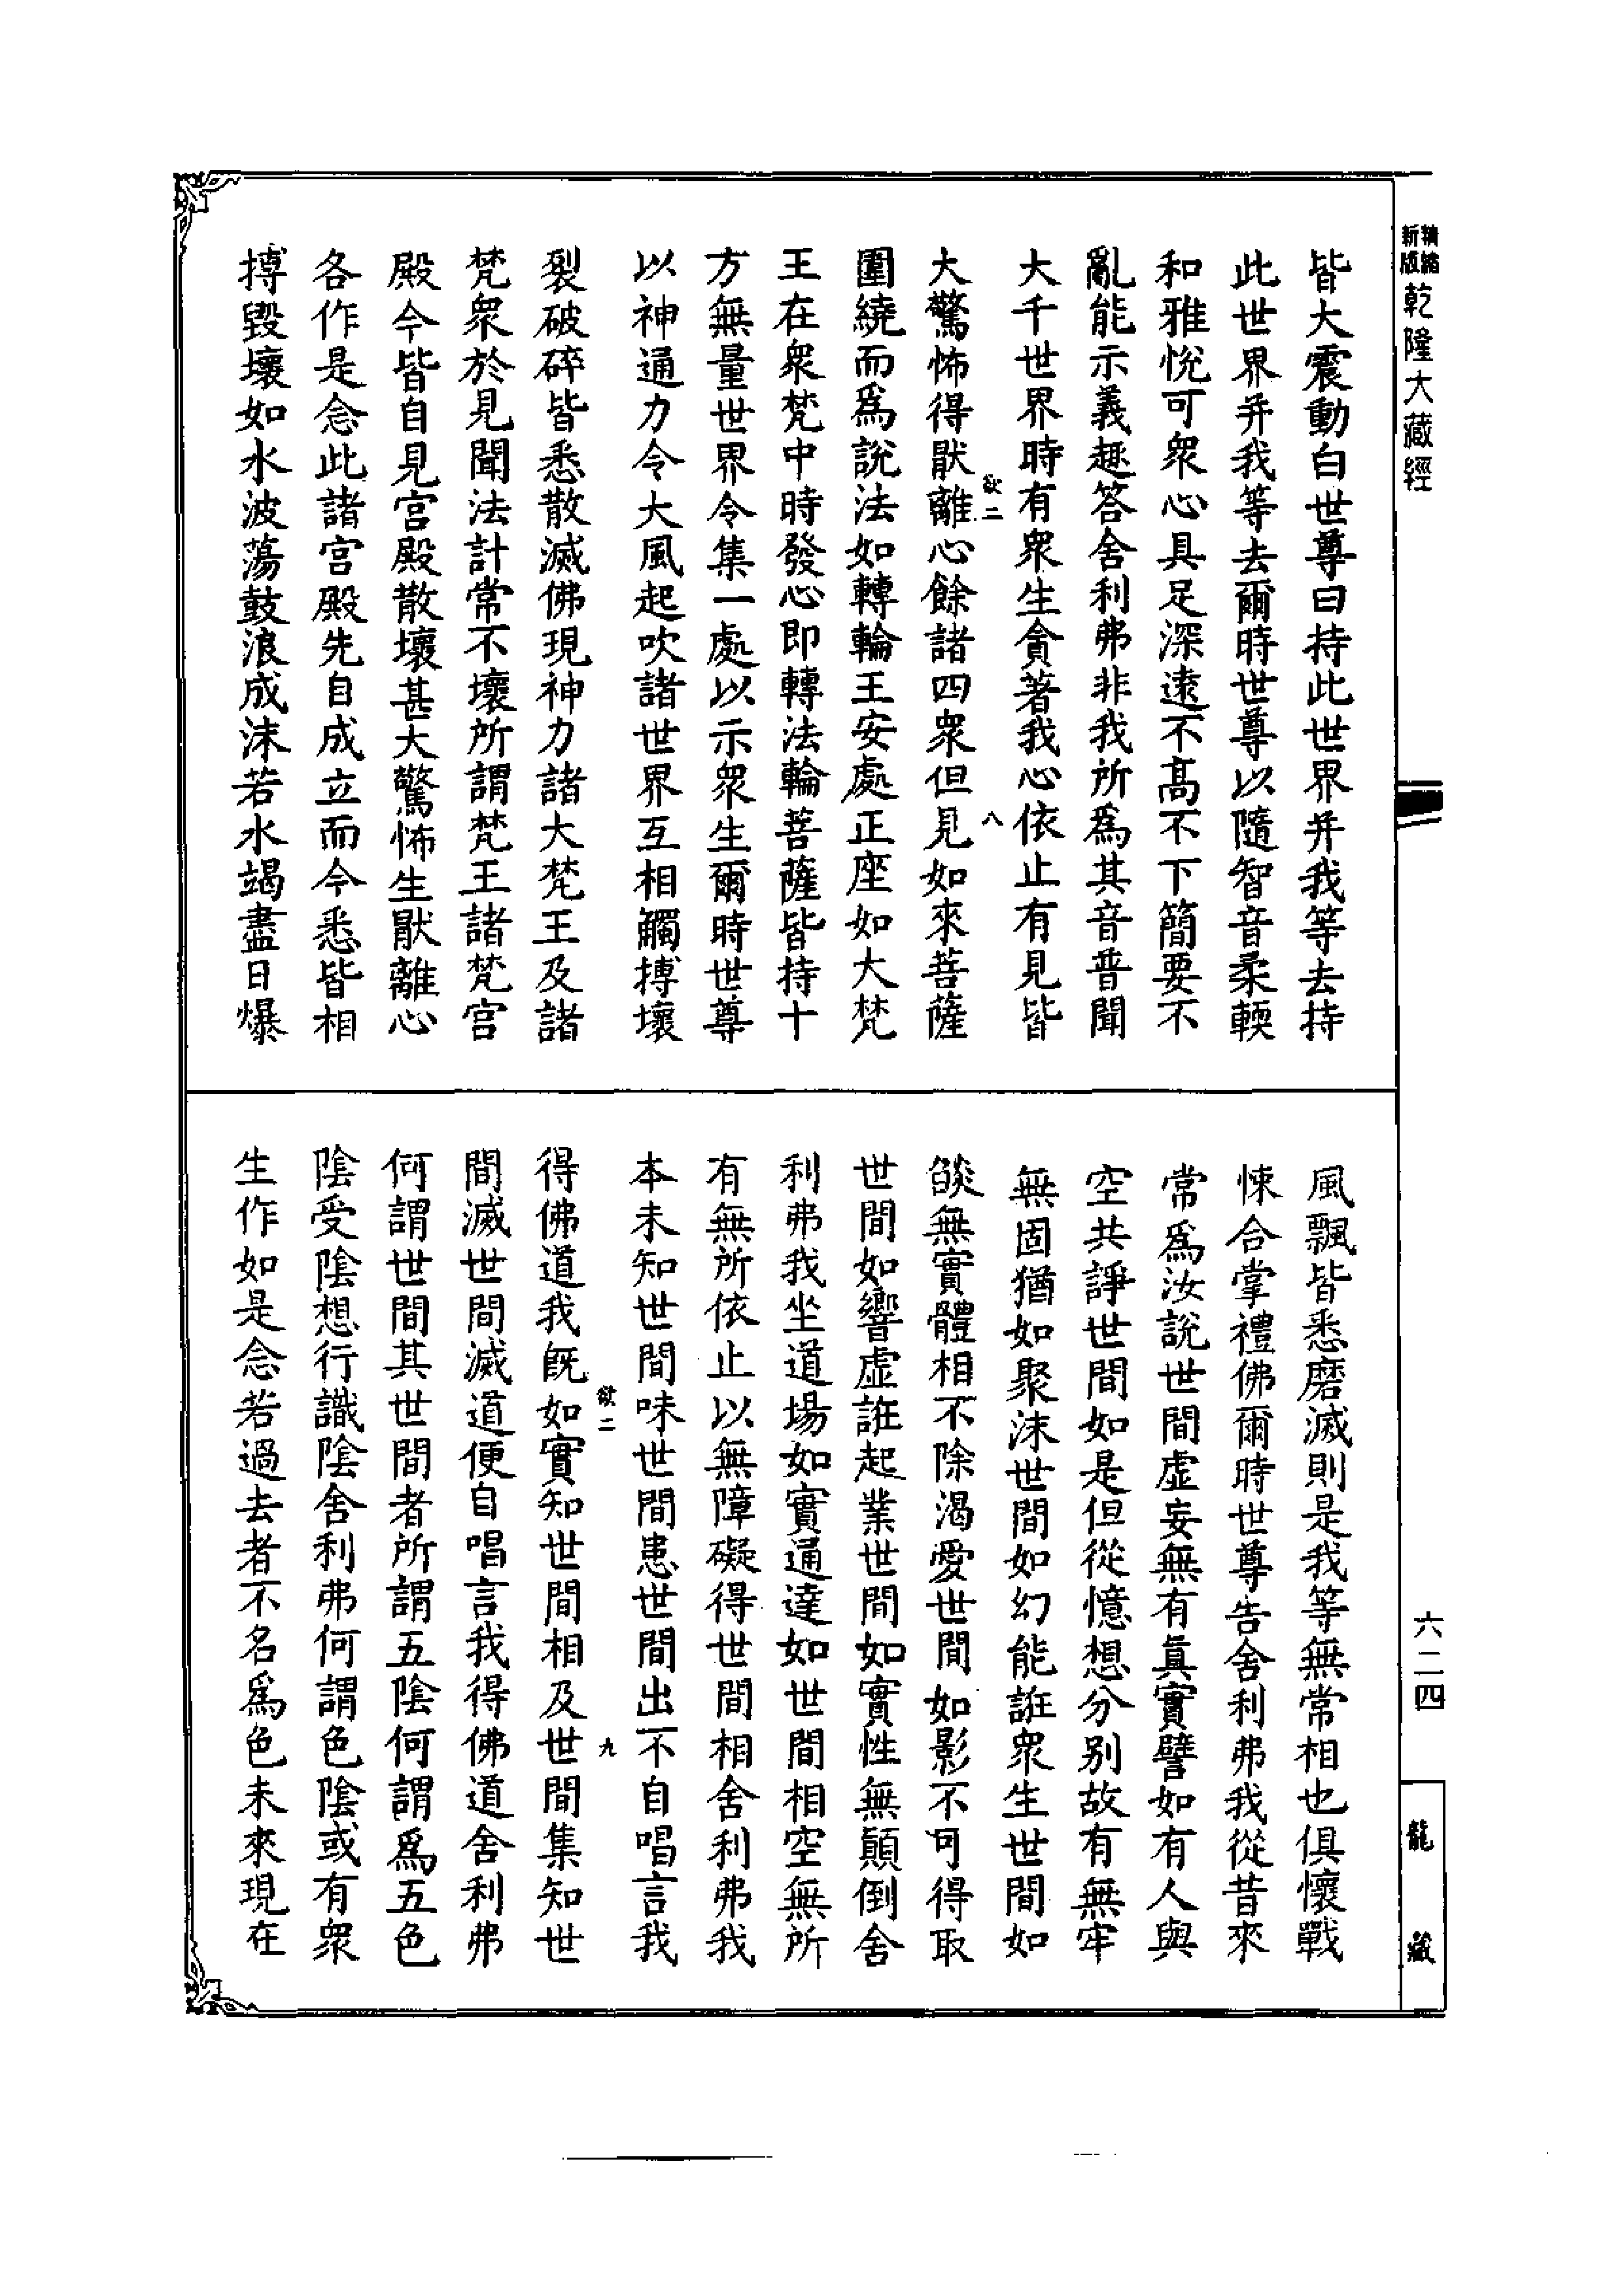 精縮新版乾隆大藏經
六二四
龍藏
皆大震動白世尊曰持此世界并我等去持
此世界并我等去爾時世尊以隨智音柔輭
和雅悅可衆心具足深遠不高不下簡要不
亂能示義趣答舍利弗非我所爲其音普聞
大千世界時有衆生貪著我心依止有見皆
欲二
八
大驚怖得猒離心餘諸四衆但見如來菩薩
圍繞而爲說法如轉輪王安處正座如大梵
王在衆梵中時發心即轉法輪菩薩皆持十
方無量世界令集一處以示衆生爾時世尊
以神通力令大風起吹諸世界互相觸搏壞
裂破碎皆悉散滅佛現神力諸大梵王及諸
梵衆於見聞法計常不壞所謂梵王諸梵宮
殿今皆自見宮殿散壞甚大驚怖生猒離心
各作是念此諸宮殿先自成立而今悉皆相
搏毀壞如水波蕩鼓浪成沫若水竭盡日爆
風飄皆悉磨滅則是我等無常相也俱懷戰
悚合掌禮佛爾時世尊告舍利弗我從昔來
常爲汝說世間虛妄無有眞實譬如有人與
空共諍世間如是但從憶想分别故有無牢
無固猶如聚沫世間如幻能誑衆生世間如
燄無實體相不除渴愛世間如影不可得取
世間如響虛誑起業世間如實性無顛倒舍
利弗我坐道場如實通達如世間相空無所
有無所依止以無障礙得世間相舍利弗我
本未知世間味世間患世間出不自唱言我
欲二
九
得佛道我旣如實知世間相及世間集知世
間滅世間滅道便自唱言我得佛道舍利弗
何謂世間其世間者所謂五陰何謂爲五色
陰受陰想行識陰舍利弗何謂色陰或有衆
生作如是念若過去者不名爲色未來現在